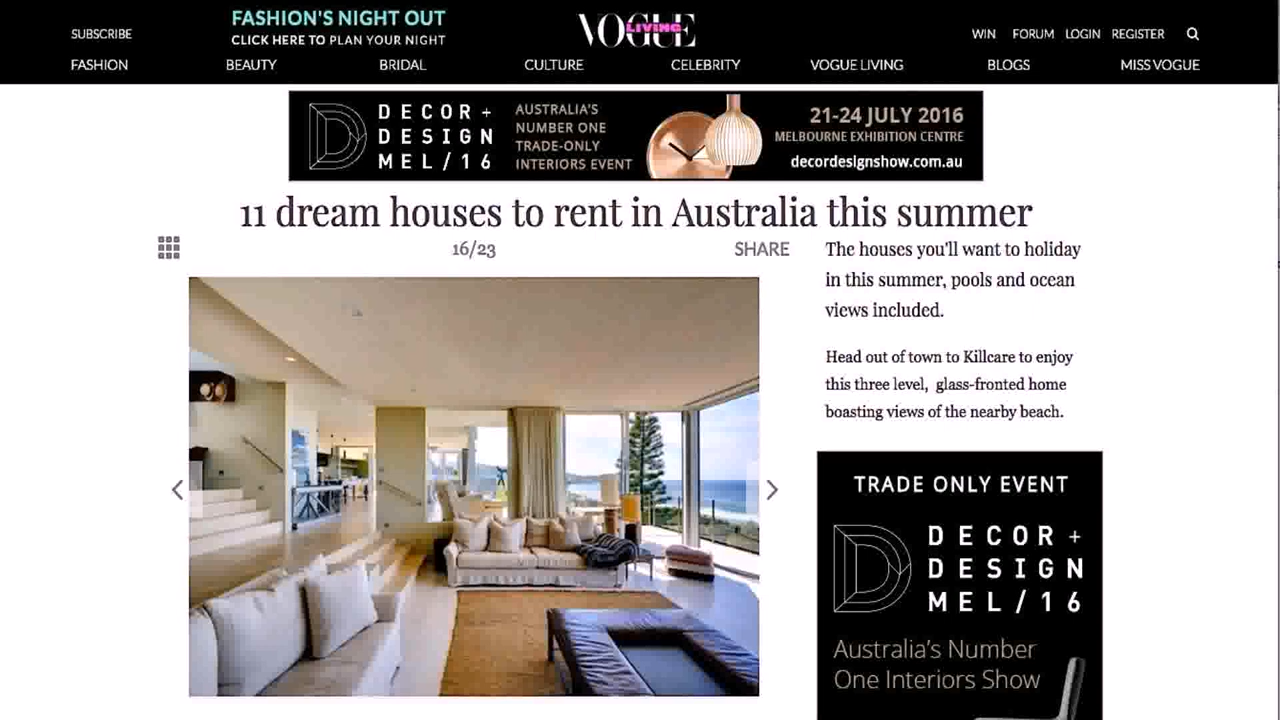 FASHION'S NIGHT OUT
CLICK HERE TO PLAN YOUR NIGHT
SUBSCRIBE
VOGUE
LIVING
WIN FORUM LOGIN REGISTER
FASHION BEAUTY BRIDAL CULTURE CELEBRITY VOGUE LIVING BLOGS MISS VOGUE
DECOR+
DESIGN
MEL/16
AUSTRALIA'S
NUMBER ONE
TRADE-ONLY
INTERIORS EVENT
21-24 JULY 2016
MELBOURNE EXHIBITION CENTRE
decordesignshow.com.au
11 dream houses to rent in Australia this summer
16/23
SHARE
The houses you'll want to holiday
in this summer, pools and ocean
views included.
Head out of town to Killcare to enjoy
this three level, glass-fronted home
boasting views of the nearby beach.
TRADE ONLY EVENT
DECOR+
DESIGN
MEL/16
Australia's Number
One Interiors Show